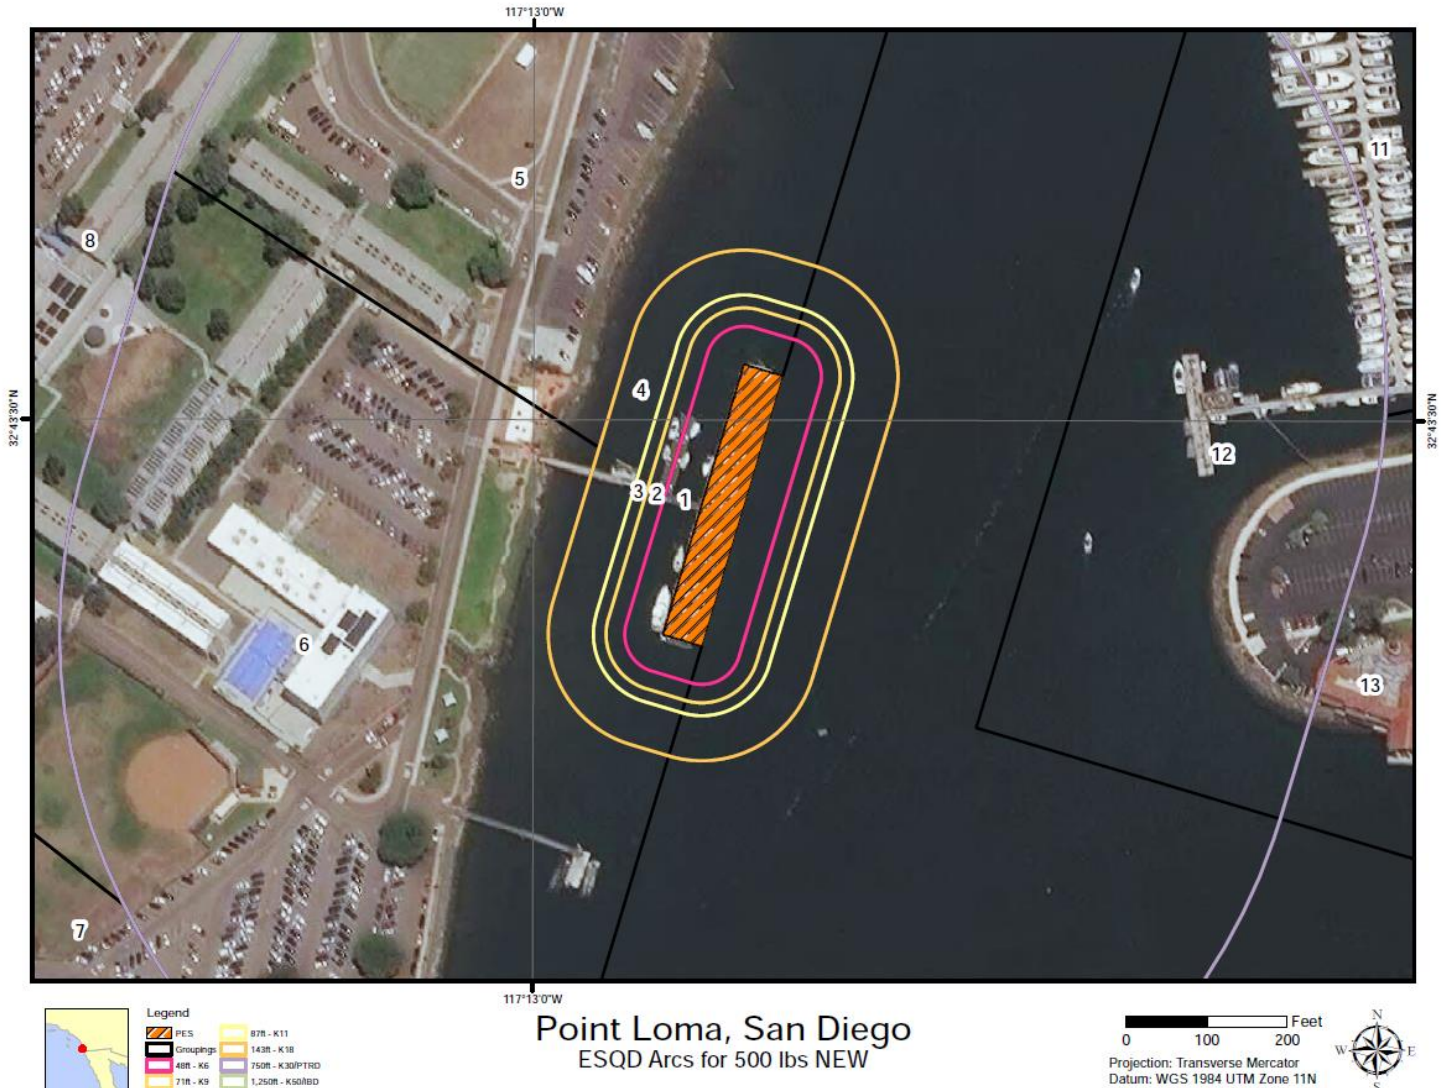 117°13'0"W
11
5
8
4
32°43'30"N
32°43'30"N
12
3 2 1
6
13
7
117°13'0"W
Legend
PES
Groupings
48ft - K6
71ft - K9
87ft - K11
143ft - K18
750ft - K30/PTRD
1,250ft - K50/IBD
Point Loma, San Diego
ESQD Arcs for 500 lbs NEW
Feet
0 100 200
Projection: Transverse Mercator
Datum: WGS 1984 UTM Zone 11N
N
W E